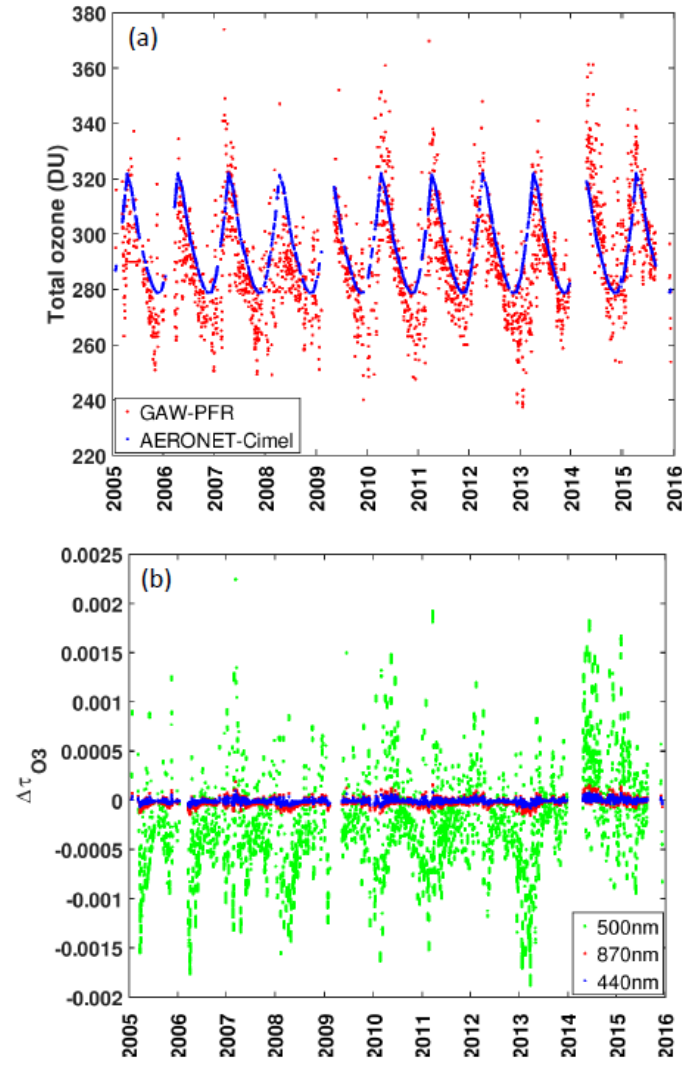 (a)
Total ozone (DU)
380
360
340
320
300
280
260
240
220
GAW-PFR
AERONET-Cimel
2005 2006 2007 2008 2009 2010 2011 2012 2013 2014 2015 2016
(b)
Δτ O3
0.0025
0.002
0.0015
0.001
0.0005
0
-0.0005
-0.001
-0.0015
-0.002
500nm
870nm
440nm
2005 2006 2007 2008 2009 2010 2011 2012 2013 2014 2015 2016